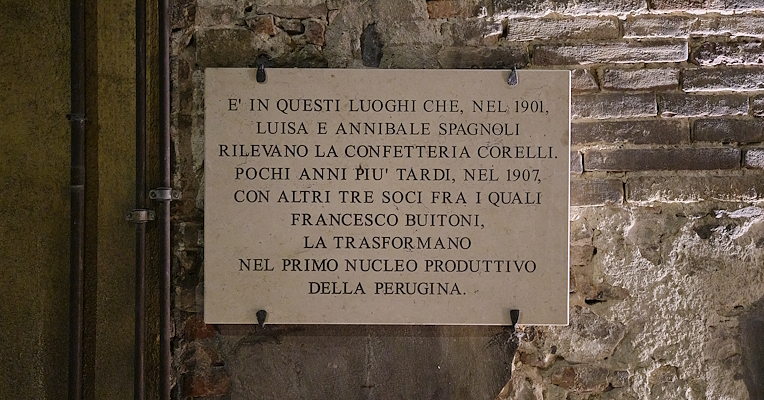 E' IN QUESTI LUOGHI CHE, NEL 1901,
LUISA E ANNIBALE SPAGNOLI
RILEVANO LA CONFETTERIA CORELLI.
POCHI ANNI PIU' TARDI, NEL 1907,
CON ALTRI TRE SOCI FRA I QUALI
FRANCESCO BUITONI,
LA TRASFORMANO
NEL PRIMO NUCLEO PRODUTTIVO
DELLA PERUGINA.